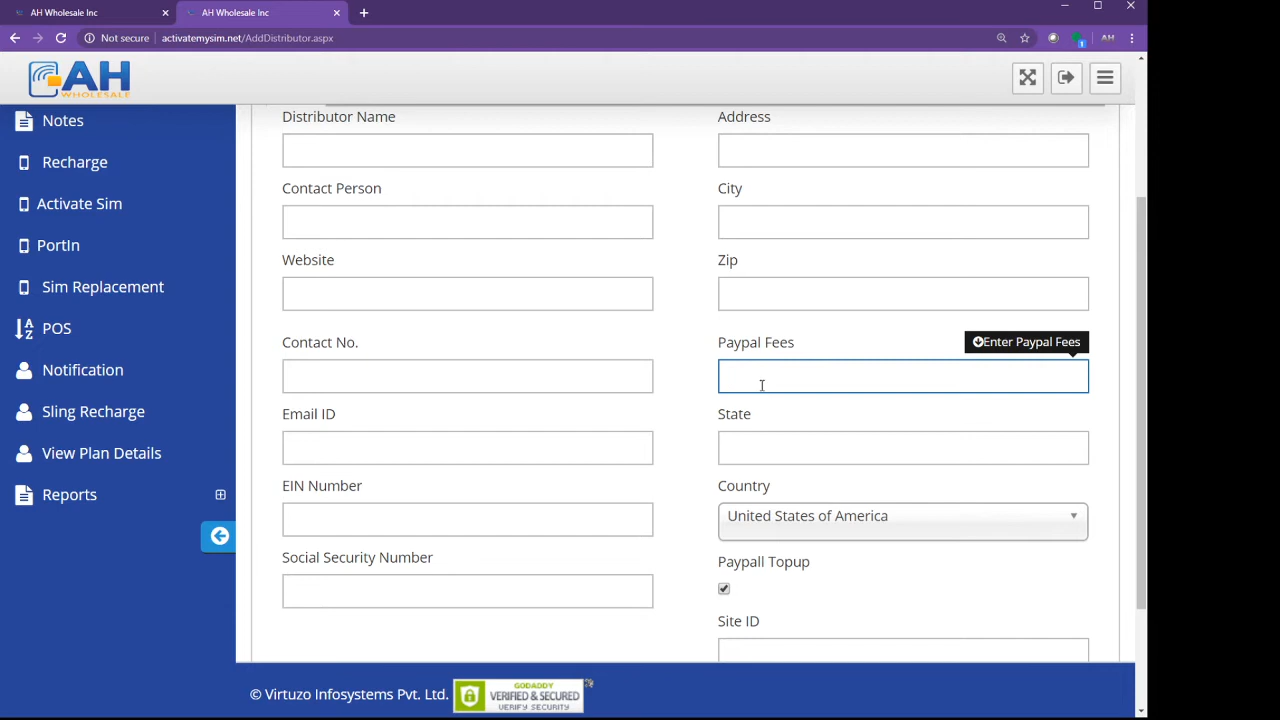 AH Wholesale Inc
AH Wholesale Inc
Not secure
activatemysim.net/AddDistributor.aspx
1
AH
AH
WHOLESALE
Notes
Recharge
Activate Sim
PortIn
Sim Replacement
POS
Notification
Sling Recharge
View Plan Details
Reports
Distributor Name
Address
Contact Person
City
Website
Zip
Contact No.
Paypal Fees
Enter Paypal Fees
Email ID
State
EIN Number
Country
United States of America
Social Security Number
Paypall Topup
Site ID
© Virtuzo Infosystems Pvt. Ltd.
GODADDY
VERIFIED & SECURED
VERIFY SECURITY